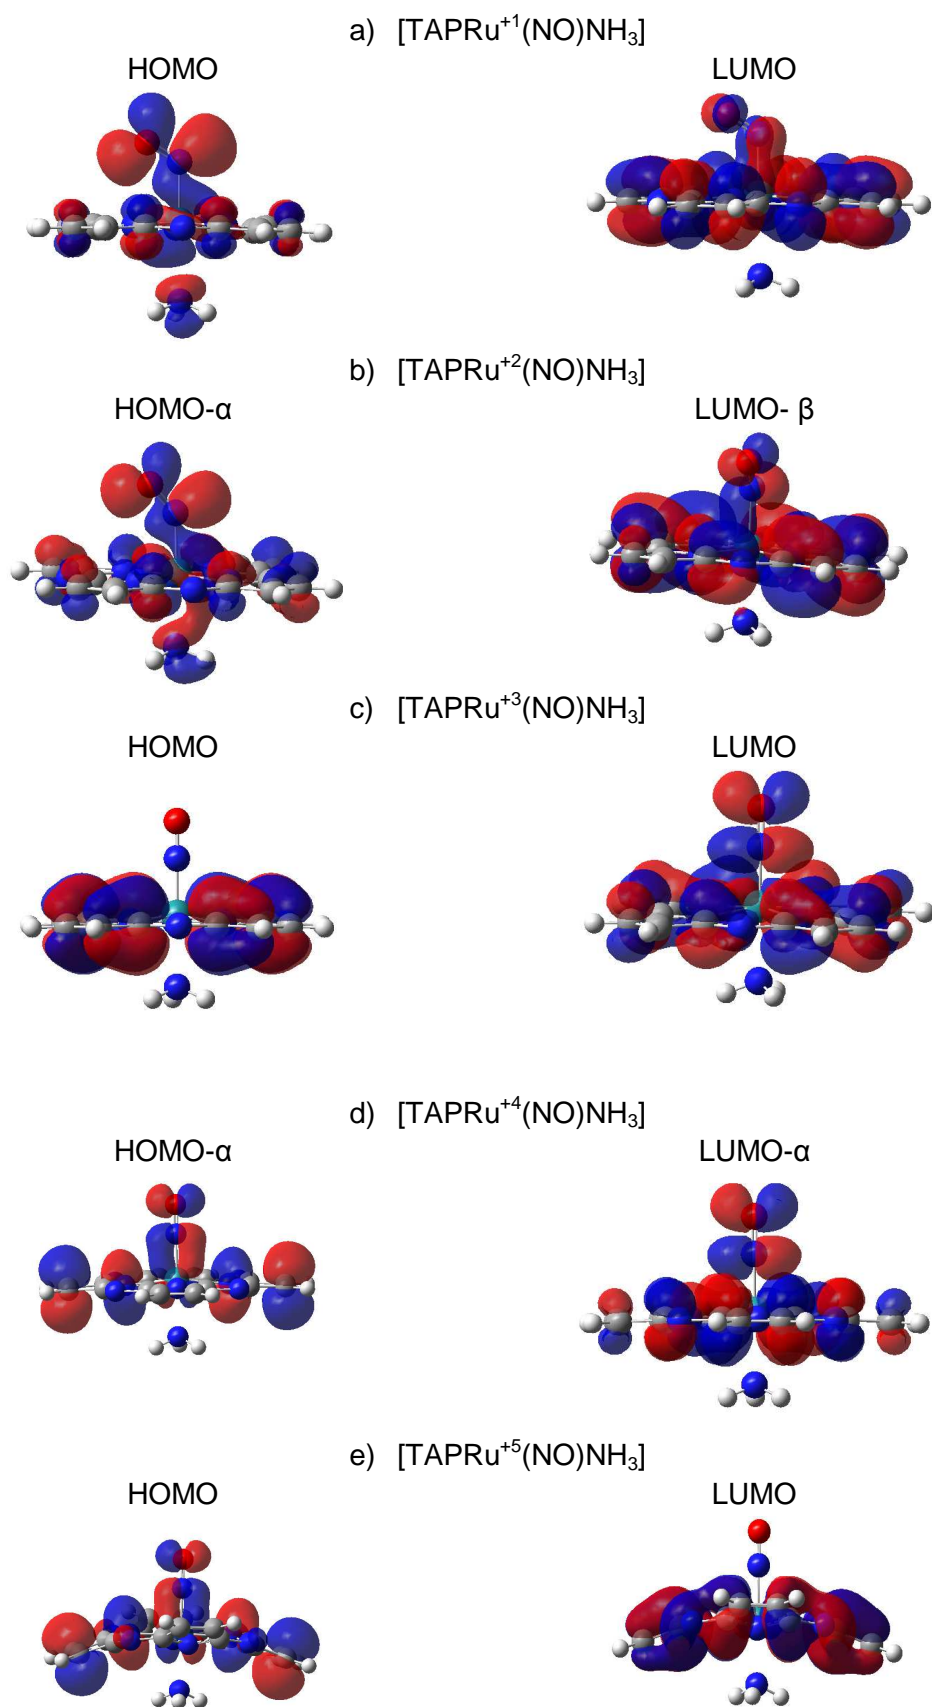 a) [TAPRu⁺¹(NO)NH₃]
HOMO LUMO
b) [TAPRu⁺²(NO)NH₃]
HOMO-α LUMO- β
c) [TAPRu⁺³(NO)NH₃]
HOMO LUMO
d) [TAPRu⁺⁴(NO)NH₃]
HOMO-α LUMO-α
e) [TAPRu⁺⁵(NO)NH₃]
HOMO LUMO